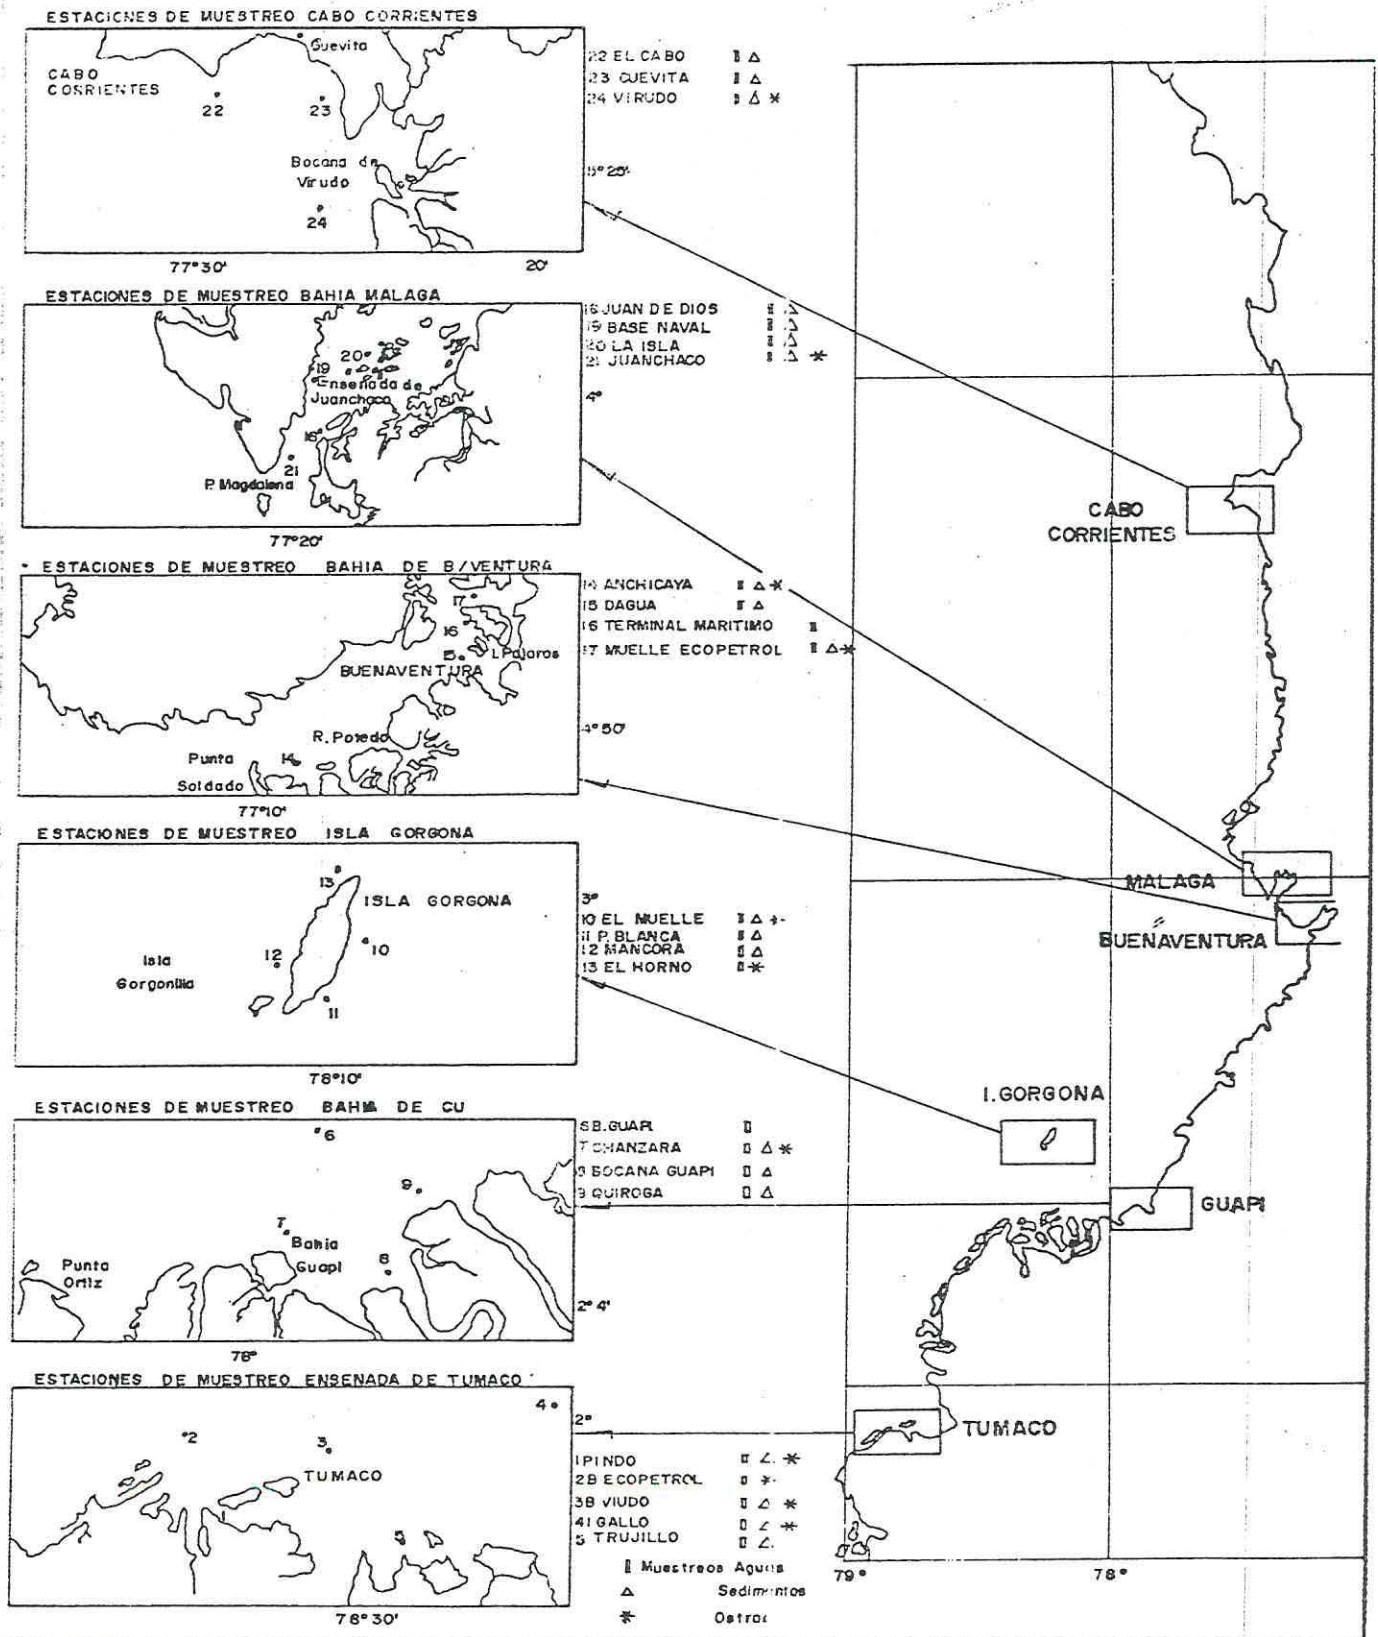 ESTACICNES DE MUESTREO CABO CORRIENTES
Guevita
CABO
CORRIENTES
22
23
Bocana de
Virudo
24
77°30'
20'
22 EL CABO
23 CUEVITA
24 VIRUDO
5°25'
ESTACIONES DE MUESTREO BAHIA MALAGA
20
19
Ensenada de
Juanchaco
18
21
P. Magdalena
77°20'
18 JUAN DE DIOS
19 BASE NAVAL
20 LA ISLA
21 JUANCHACO
4°
ESTACIONES DE MUESTREO BAHIA DE B/VENTURA
17
16
15
I. Pajaros
BUENAVENTURA
R. Potedo
Punta
Soldado
14
77°10'
14 ANCHICAYA
15 DAGUA
16 TERMINAL MARITIMO
17 MUELLE ECOPETROL
4°50'
ESTACIONES DE MUESTREO ISLA GORGONA
13
ISLA GORGONA
12
10
Isla
Gorgonilla
11
78°10'
3°
10 EL MUELLE
11 P. BLANCA
12 MANCORA
13 EL HORNO
ESTACIONES DE MUESTREO BAHIA DE CU
6
9
7
Bahia
Guapi
8
Punta
Ortiz
78°
6B. GUAPI
7 CHANZARA
BOCANA GUAPI
9 QUIROGA
2°4'
ESTACIONES DE MUESTREO ENSENADA DE TUMACO
4
2
3
TUMACO
1
5
78°30'
2°
1 PINDO
2B ECOPETROL
3B VIUDO
4I GALLO
5 TRUJILLO
Muestreos Aguas
Sedimentos
Ostras
CABO
CORRIENTES
MALAGA
BUENAVENTURA
I. GORGONA
GUAPI
TUMACO
79°
78°